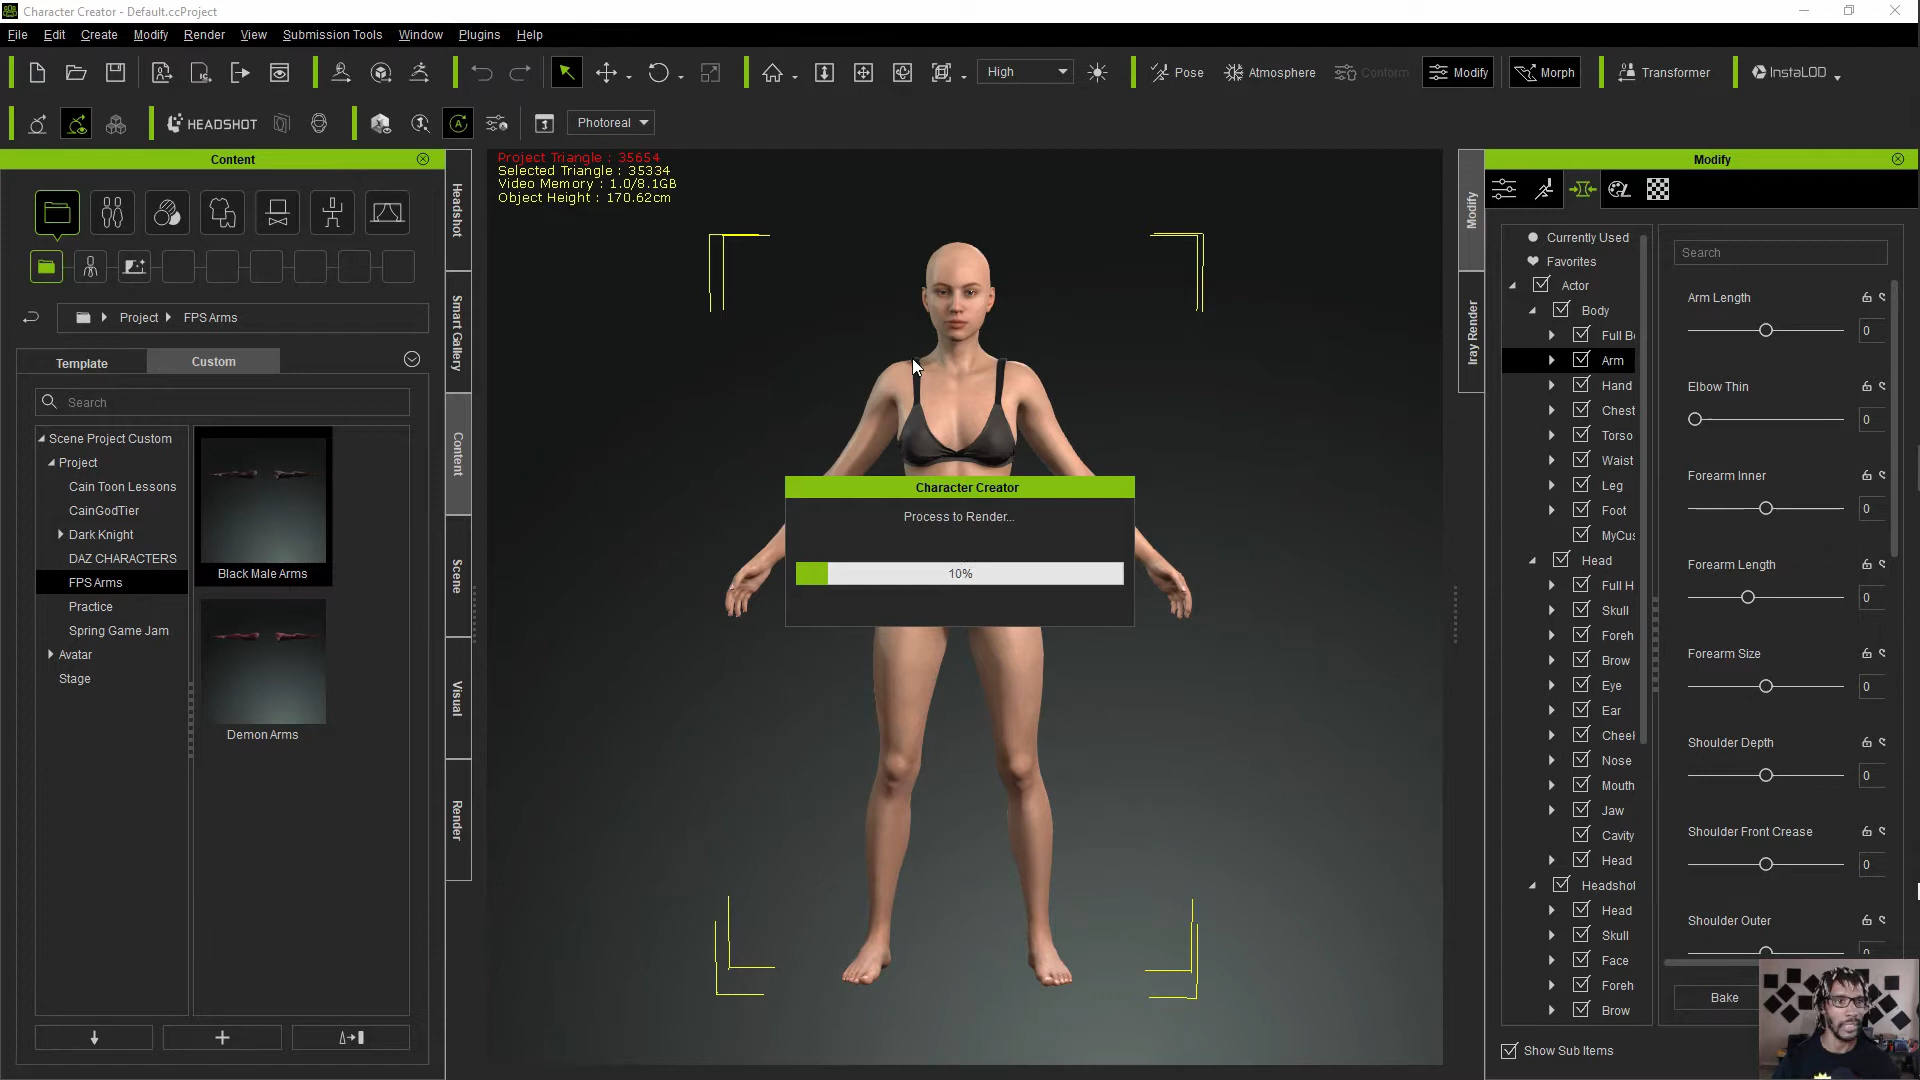 Character Creator - Default.ccProject
File Edit Create Modify Render View Submission Tools Window Plugins Help
High Pose Atmosphere Conform Modify Morph Transformer InstaLOD
HEADSHOT Photoreal
Content
Project Triangle : 35654
Selected Triangle : 35334
Video Memory : 1.0/8.1GB
Object Height : 170.62cm
Project FPS Arms
Template Custom
Search
Scene Project Custom
Project
Cain Toon Lessons
CainGodTier
Dark Knight
DAZ CHARACTERS
FPS Arms
Practice
Spring Game Jam
Avatar
Stage
Black Male Arms
Demon Arms
Headshot
Smart Gallery
Content
Scene
Visual
Render
Character Creator
Process to Render...
10%
Modify
Iray Render
Modify
Currently Used
Favorites
Actor
Body
Full B
Arm
Hand
Chest
Torso
Waist
Leg
Foot
MyCus
Head
Full H
Skull
Foreh
Brow
Eye
Ear
Cheek
Nose
Mouth
Jaw
Cavity
Head
Headshot
Head
Skull
Face
Foreh
Brow
Search
Arm Length
0
Elbow Thin
0
Forearm Inner
0
Forearm Length
0
Forearm Size
0
Shoulder Depth
0
Shoulder Front Crease
0
Shoulder Outer
Bake
Show Sub Items